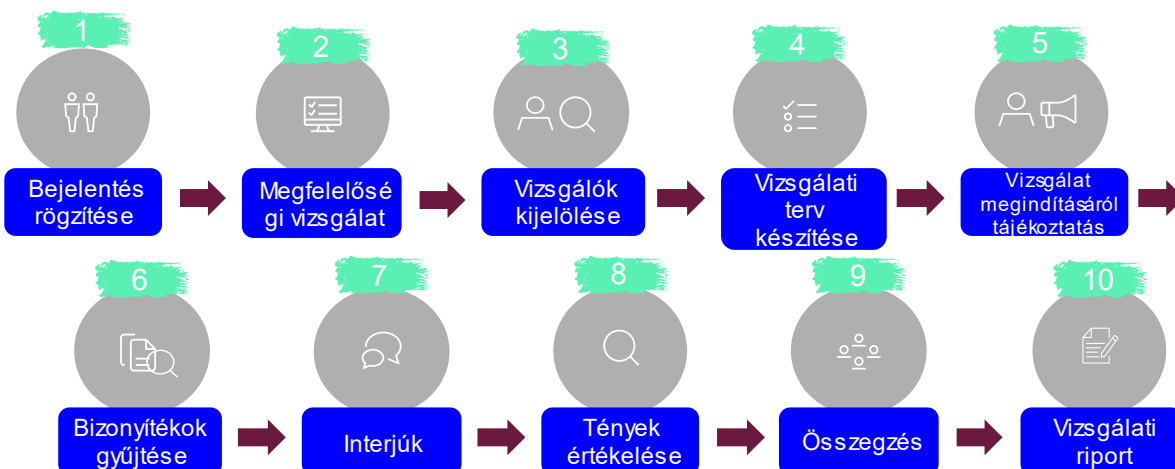 1
Bejelentés
rögzítése
2
Megfelelősé
gi vizsgálat
3
Vizsgálók
kijelölése
4
Vizsgálati
terv
készítése
5
Vizsgálat
megindításáról
tájékoztatás
6
Bizonyítékok
gyűjtése
7
Interjúk
8
Tények
értékelése
9
Összegzés
10
Vizsgálati
riport